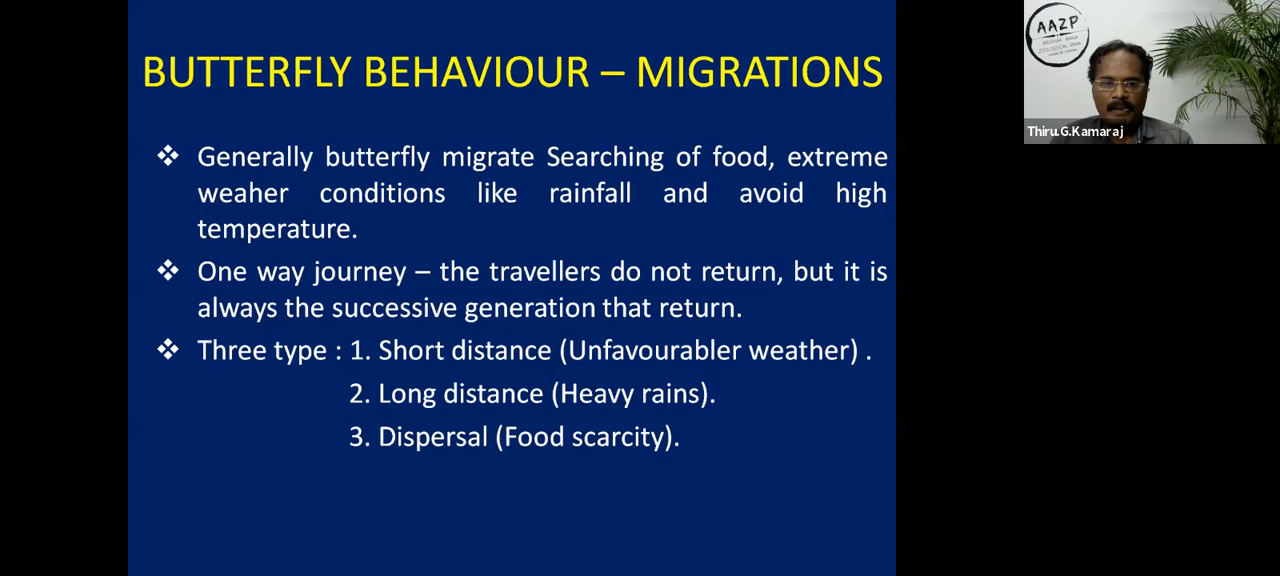 BUTTERFLY BEHAVIOUR – MIGRATIONS
❖ Generally butterfly migrate Searching of food, extreme
weaher conditions like rainfall and avoid high
temperature.
❖ One way journey – the travellers do not return, but it is
always the successive generation that return.
❖ Three type : 1. Short distance (Unfavourabler weather) .
2. Long distance (Heavy rains).
3. Dispersal (Food scarcity).
AAZP
ZOOLOGICAL PARK
Thiru.G.Kamaraj